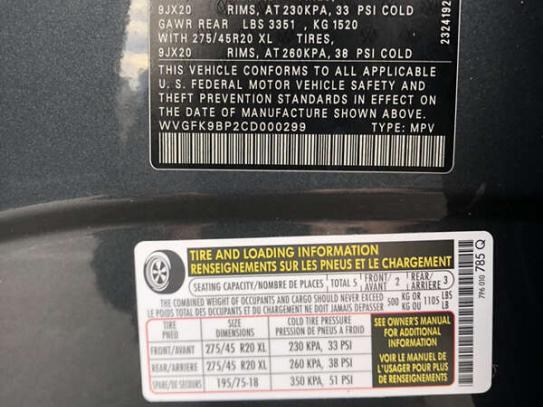 9JX20 RIMS, AT 230KPA, 33 PSI COLD
GAWR REAR LBS 3351 , KG 1520
WITH 275/45R20 XL TIRES,
9JX20 RIMS, AT 260KPA, 38 PSI COLD
THIS VEHICLE CONFORMS TO ALL APPLICABLE
U.S. FEDERAL MOTOR VEHICLE SAFETY AND
THEFT PREVENTION STANDARDS IN EFFECT ON
THE DATE OF MANUFACTURE SHOWN ABOVE.
WVGFK9BP2CD000299 TYPE: MPV
2324192
TIRE AND LOADING INFORMATION
RENSEIGNEMENTS SUR LES PNEUS ET LE CHARGEMENT
SEATING CAPACITY/NOMBRE DE PLACES TOTAL 5 FRONT/AVANT 2 REAR/ARRIÈRE 3
THE COMBINED WEIGHT OF OCCUPANTS AND CARGO SHOULD NEVER EXCEED 500 KG OR 1105 LBS
LE POIDS TOTAL DES OCCUPANTS ET DU CHARGEMENT NE DOIT JAMAIS DÉPASSER KG OU LB
TIRE PNEU SIZE DIMENSIONS COLD TIRE PRESSURE PRESSION DES PNEUS A FROID
FRONT/AVANT 275/45 R20 XL 230 KPA, 33 PSI
REAR/ARRIERE 275/45 R20 XL 260 KPA, 38 PSI
SPARE/DE SECOURS 195/75-18 350 KPA, 51 PSI
SEE OWNER'S MANUAL
FOR ADDITIONAL
INFORMATION
VOIR LE MANUEL DE
L'USAGER POUR PLUS
DE RENSEIGNEMENTS
7P6 010 785 Q